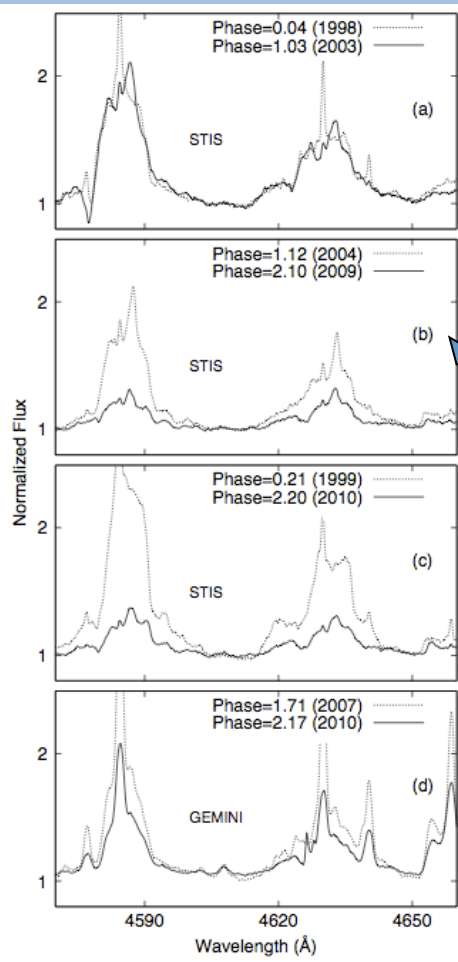 Phase=0.04 (1998)
Phase=1.03 (2003)
2
(a)
STIS
1
Phase=1.12 (2004)
Phase=2.10 (2009)
2
(b)
STIS
1
Normalized Flux
Phase=0.21 (1999)
Phase=2.20 (2010)
2
(c)
STIS
1
Phase=1.71 (2007)
Phase=2.17 (2010)
2
(d)
GEMINI
1
4590 4620 4650
Wavelength (Å)